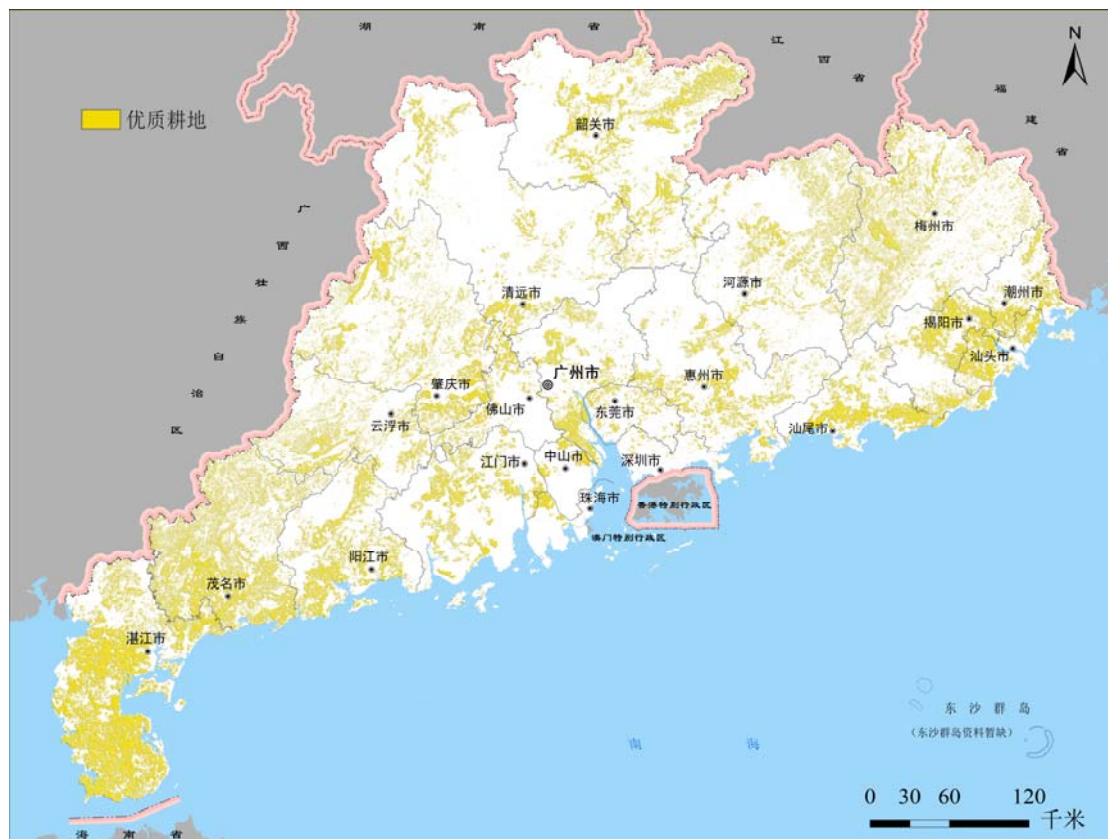 湖南省
江西省
福建省
N
优质耕地
韶关市
广西壮族自治区
梅州市
清远市
河源市
潮州市
揭阳市
汕头市
广州市
肇庆市
惠州市
佛山市
东莞市
云浮市
汕尾市
江门市
中山市
深圳市
珠海市
香港特别行政区
澳门特别行政区
阳江市
茂名市
湛江市
东沙群岛
(东沙群岛资料暂缺)
南海
0 30 60 120
千米
海南省